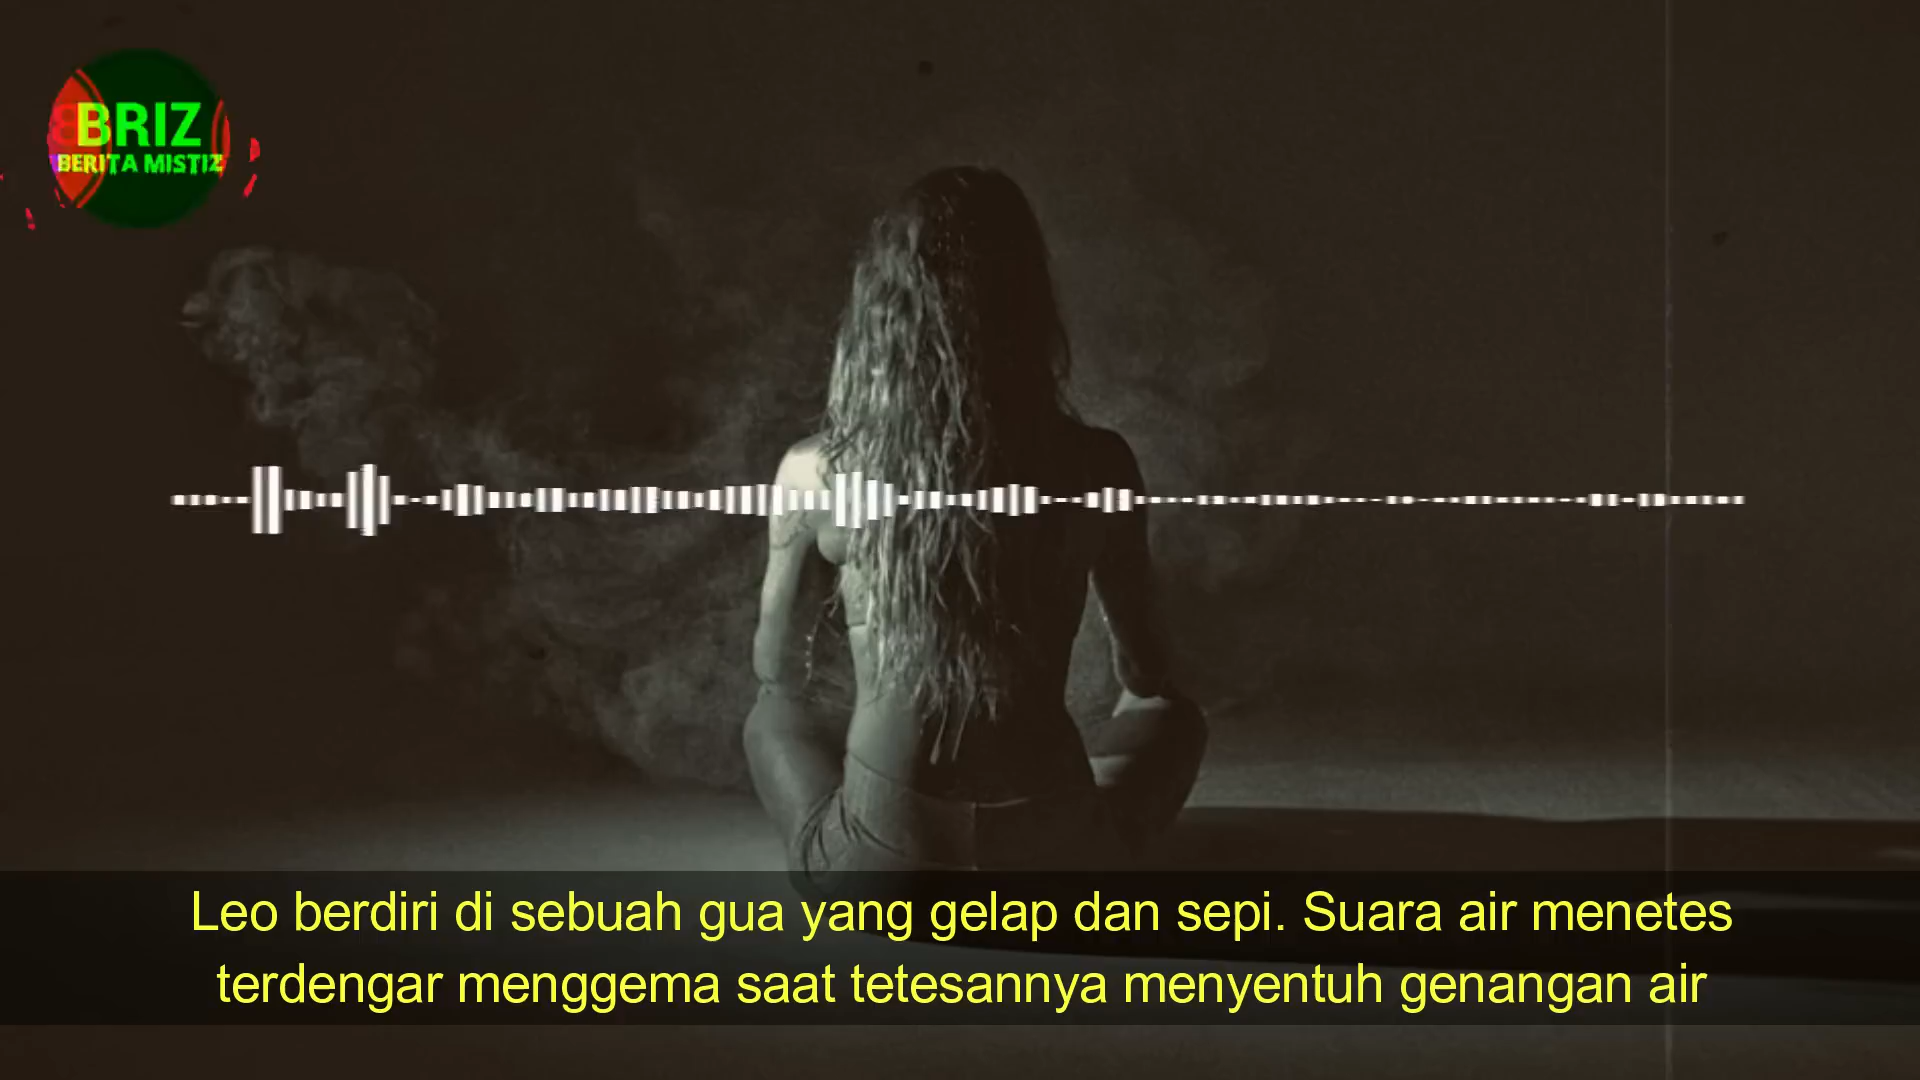 BRIZ
BERITA MISTIZ
Leo berdiri di sebuah gua yang gelap dan sepi. Suara air menetes
terdengar menggema saat tetesannya menyentuh genangan air